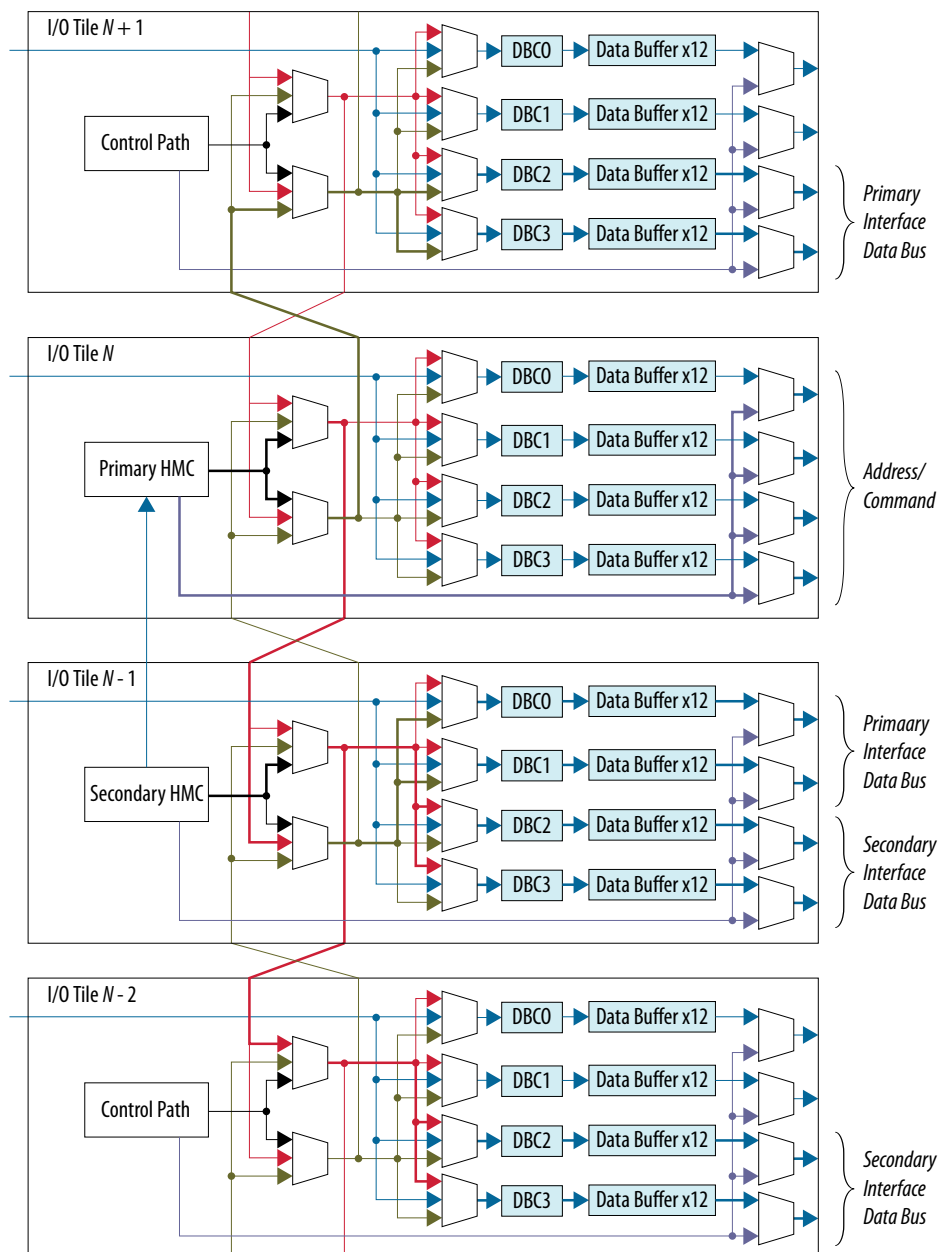 I/O Tile N + 1
DBC0 Data Buffer x12
DBC1 Data Buffer x12
Control Path
DBC2 Data Buffer x12
DBC3 Data Buffer x12
Primary
Interface
Data Bus
I/O Tile N
DBC0 Data Buffer x12
DBC1 Data Buffer x12
Primary HMC
DBC2 Data Buffer x12
DBC3 Data Buffer x12
Address/
Command
I/O Tile N - 1
DBC0 Data Buffer x12
DBC1 Data Buffer x12
Primaary
Interface
Data Bus
Secondary HMC
DBC2 Data Buffer x12
DBC3 Data Buffer x12
Secondary
Interface
Data Bus
I/O Tile N - 2
DBC0 Data Buffer x12
DBC1 Data Buffer x12
Control Path
DBC2 Data Buffer x12
DBC3 Data Buffer x12
Secondary
Interface
Data Bus